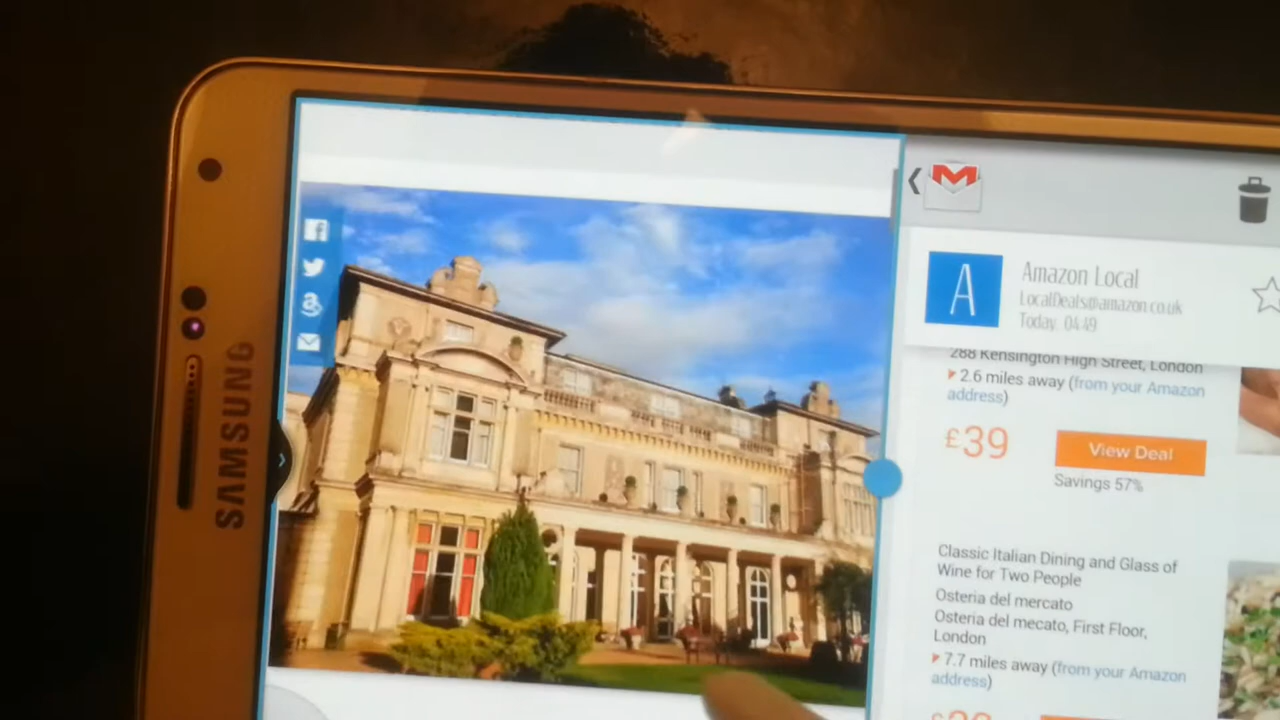 SAMSUNG
A
Amazon Local
LocalDeals@amazon.co.uk
Today, 04:49
288 Kensington High Street, London
2.6 miles away (from your Amazon
address)
£39
View Deal
Savings 57%
Classic Italian Dining and Glass of
Wine for Two People
Osteria del mercato
Osteria del mecato, First Floor,
London
7.7 miles away (from your Amazon
address)